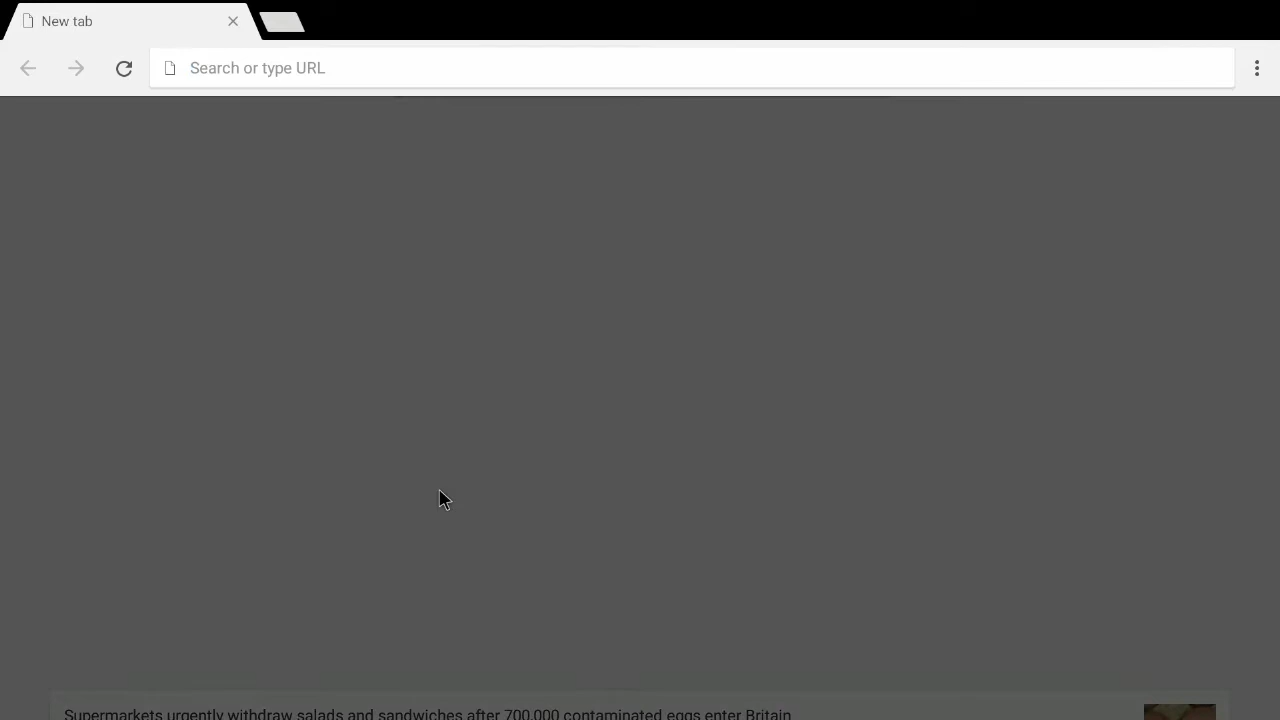 New tab
Search or type URL
Supermarkets urgently withdraw salads and sandwiches after 700,000 contaminated eggs enter Britain